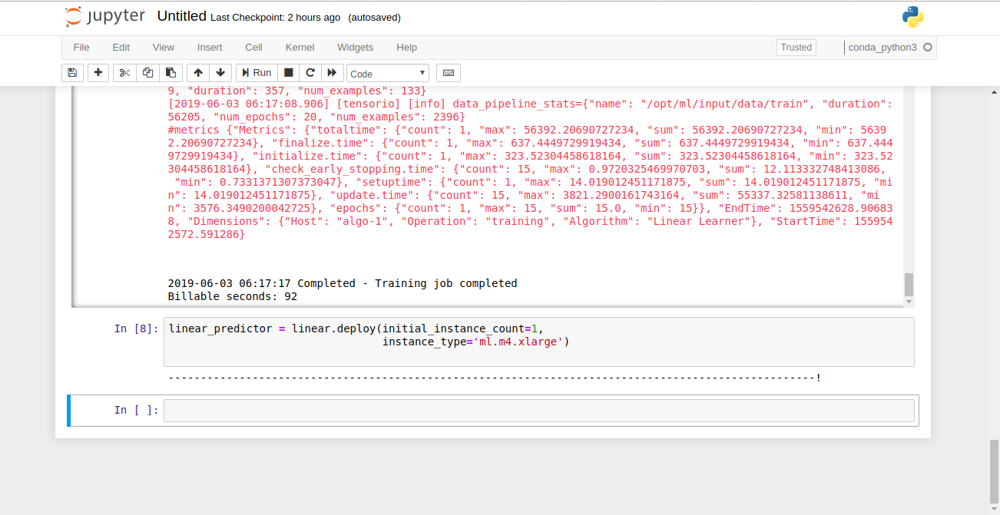 jupyter Untitled Last Checkpoint: 2 hours ago (autosaved)
File Edit View Insert Cell Kernel Widgets Help Trusted conda_python3
Run Code
9, "duration": 357, "num_examples": 133}
[2019-06-03 06:17:08.906] [tensorio] [info] data_pipeline_stats={"name": "/opt/ml/input/data/train", "duration":
56205, "num_epochs": 20, "num_examples": 2396}
#metrics {"Metrics": {"totaltime": {"count": 1, "max": 56392.20690727234, "sum": 56392.20690727234, "min": 5639
2.20690727234}, "finalize.time": {"count": 1, "max": 637.4449729919434, "sum": 637.4449729919434, "min": 637.444
9729919434}, "initialize.time": {"count": 1, "max": 323.52304458618164, "sum": 323.52304458618164, "min": 323.52
304458618164}, "check_early_stopping.time": {"count": 15, "max": 0.9720325469970703, "sum": 12.113332748413086,
"min": 0.7331371307373047}, "setuptime": {"count": 1, "max": 14.019012451171875, "sum": 14.019012451171875, "mi
n": 14.019012451171875}, "update.time": {"count": 15, "max": 3821.2900161743164, "sum": 55337.32581138611, "mi
n": 3576.3490200042725}, "epochs": {"count": 1, "max": 15, "sum": 15.0, "min": 15}}, "EndTime": 1559542628.90683
8, "Dimensions": {"Host": "algo-1", "Operation": "training", "Algorithm": "Linear Learner"}, "StartTime": 155954
2572.591286}
2019-06-03 06:17:17 Completed - Training job completed
Billable seconds: 92
In [8]: linear_predictor = linear.deploy(initial_instance_count=1,
instance_type='ml.m4.xlarge')
----------------------------------------------------------------------------------------------------!
In [ ]: